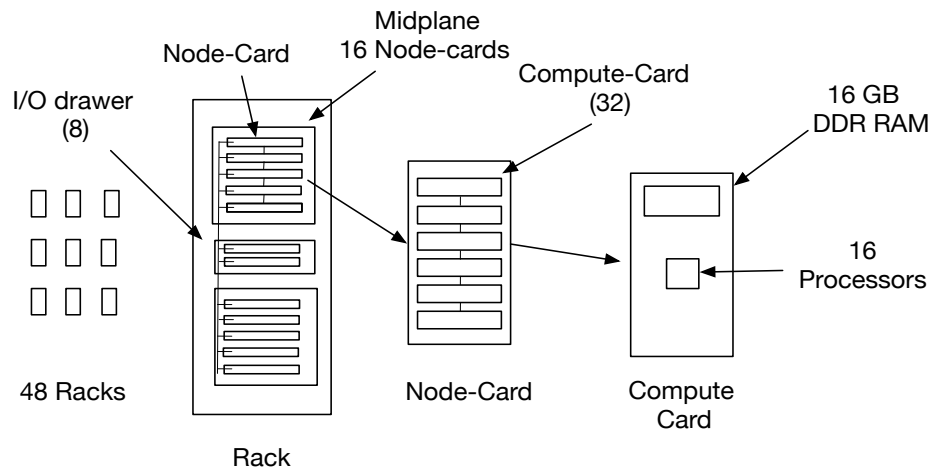 Midplane
16 Node-cards
Node-Card
Compute-Card
(32)
I/O drawer
(8)
16 GB
DDR RAM
16
Processors
48 Racks
Node-Card
Compute
Card
Rack